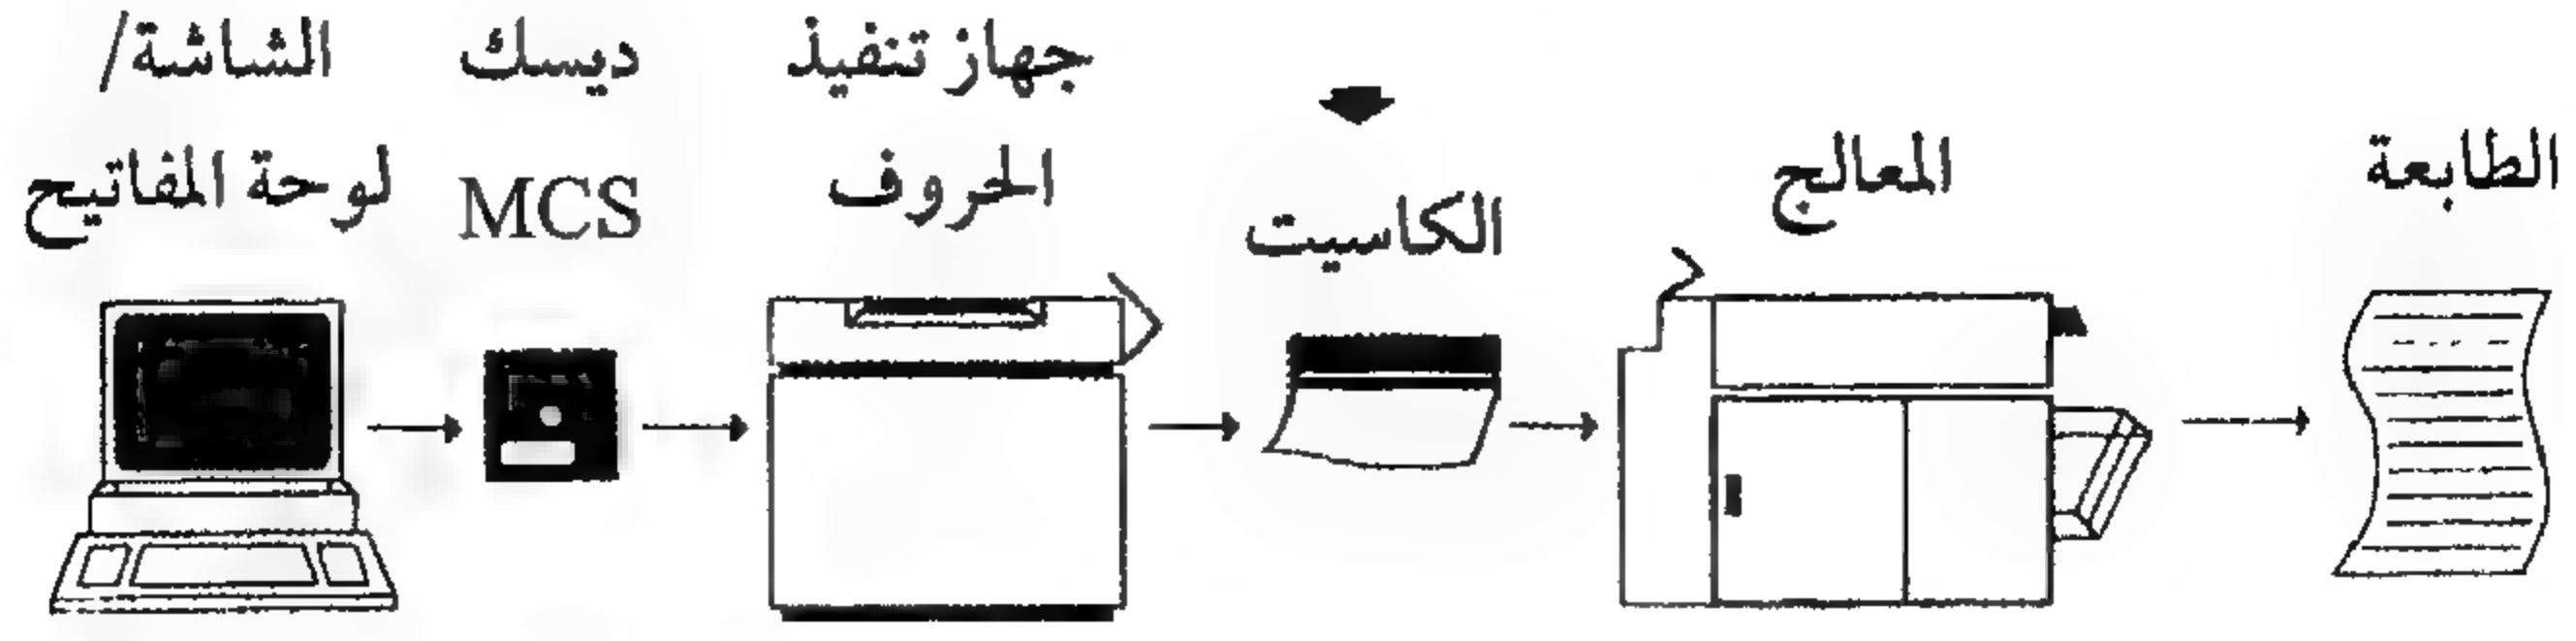 الشاشة/
لوحة المفاتيح
ديسك
MCS
جهاز تنفيذ
الحروف
الكاسيت
المعالج
الطابعة